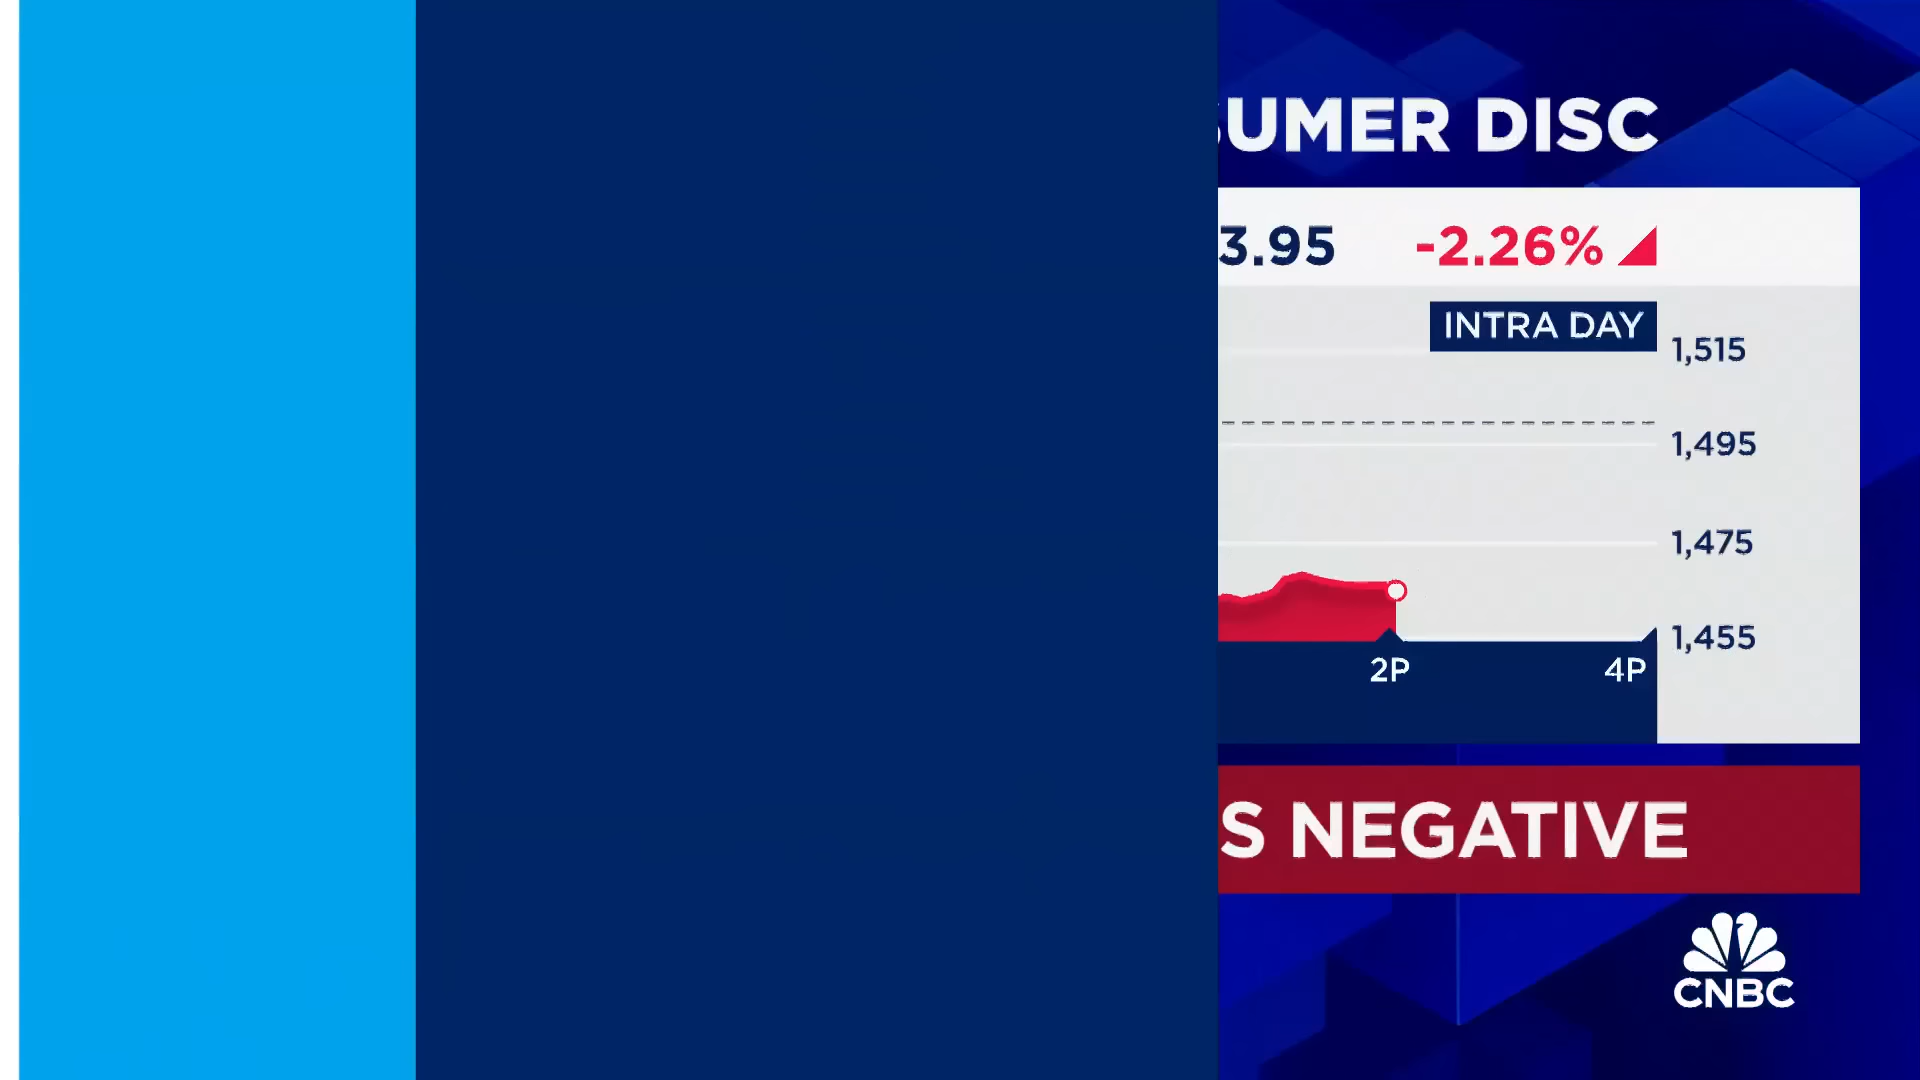 SUMER DISC
3.95 -2.26%
INTRA DAY
1,515
1,495
1,475
1,455
2P 4P
S NEGATIVE
CNBC